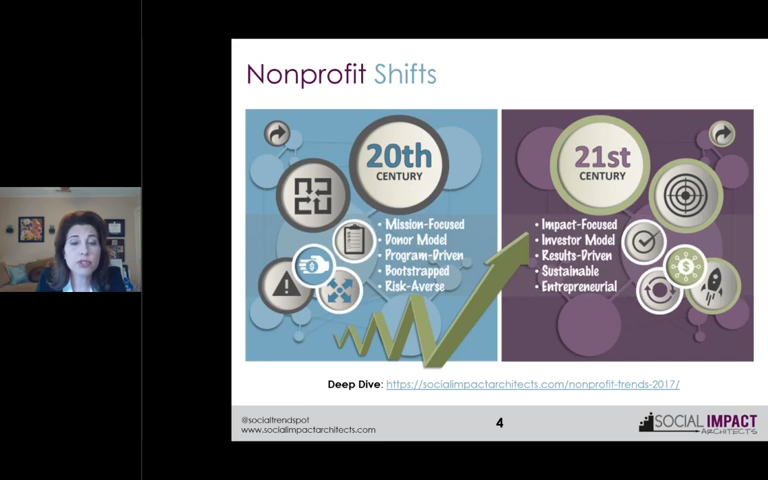 Nonprofit Shifts
20th
CENTURY
• Mission-Focused
• Donor Model
• Program-Driven
• Bootstrapped
• Risk-Averse
21st
CENTURY
• Impact-Focused
• Investor Model
• Results-Driven
• Sustainable
• Entrepreneurial
Deep Dive: https://socialimpactarchitects.com/nonprofit-trends-2017/
@socialtrendspot
www.socialimpactarchitects.com
4
SOCIAL IMPACT
ARCHITECTS